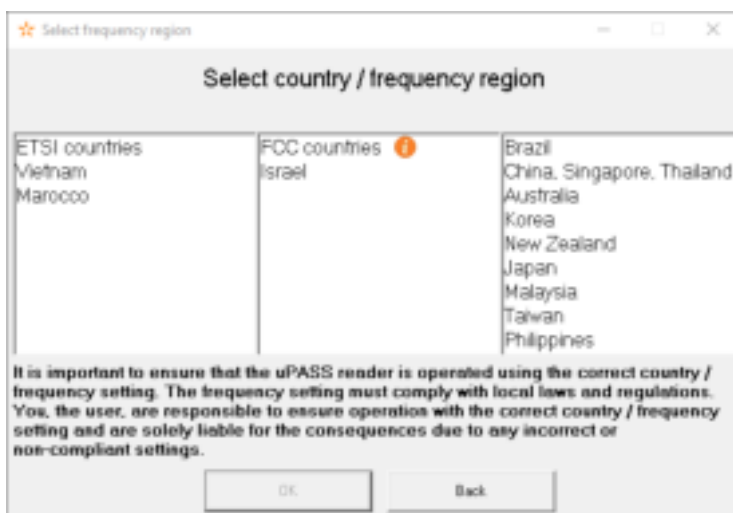 Select frequency region
Select country / frequency region
ETSI countries
Vietnam
Marocco
FCC countries
Israel
Brazil
China, Singapore, Thailand
Australia
Korea
New Zealand
Japan
Malaysia
Taiwan
Philippines
It is important to ensure that the uPASS reader is operated using the correct country /
frequency setting. The frequency setting must comply with local laws and regulations.
You, the user, are responsible to ensure operation with the correct country / frequency
setting and are solely liable for the consequences due to any incorrect or
non-compliant settings.
OK
Back